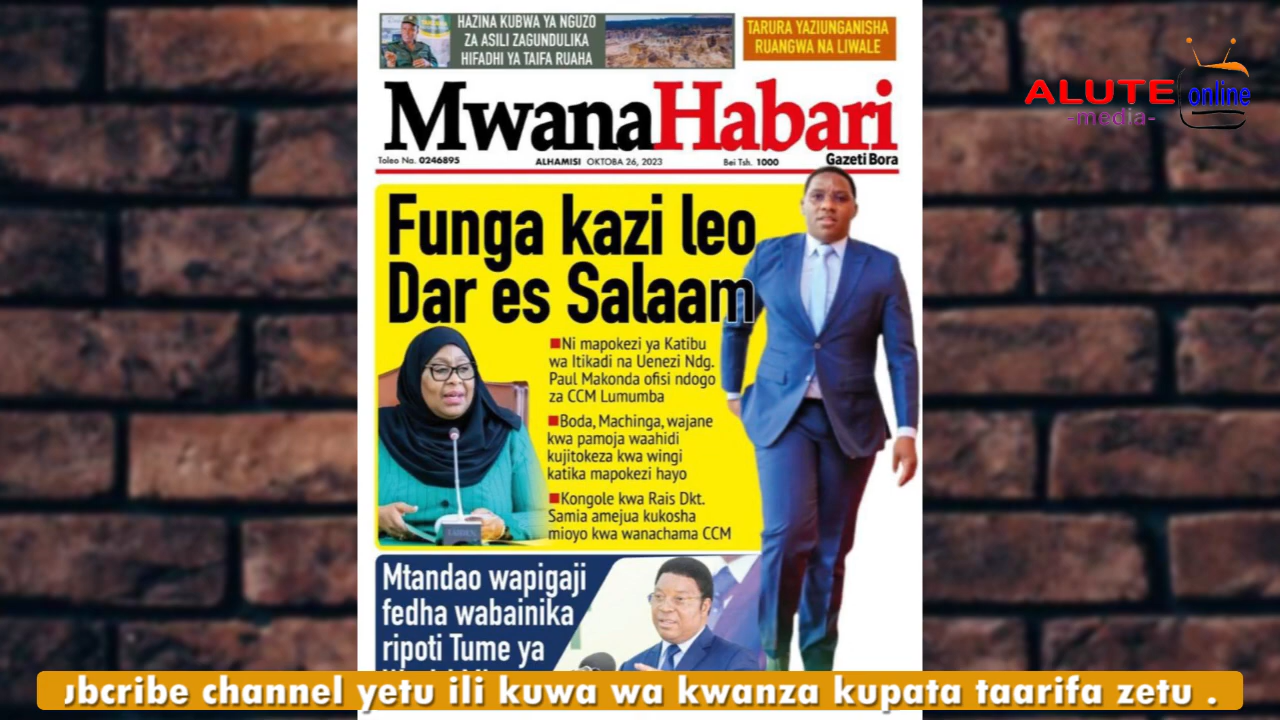 HAZINA KUBWA YA NGUZO
ZA ASILI ZAGUNDULIKA
HIFADHI YA TAIFA RUAHA
TARURA YAZIUNGANISHA
RUANGWA NA LIWALE
ALUTE online
-media-
MwanaHabari
Toleo Na. 0246895 ALHAMISI OKTOBA 26, 2023 Bei Tsh. 1000 Gazeti Bora
Funga kazi leo
Dar es Salaam
Ni mapokezi ya Katibu
wa Itikadi na Uenezi Ndg.
Paul Makonda ofisi ndogo
za CCM Lumumba
Boda, Machinga, wajane
kwa pamoja waahidi
kujitokeza kwa wingi
katika mapokezi hayo
Kongole kwa Rais Dkt.
Samia amejua kukosha
mioyo kwa wanachama CCM
Mtandao wapigaji
fedha wabainika
ripoti Tume ya
ubcribe channel yetu ili kuwa wa kwanza kupata taarifa zetu .